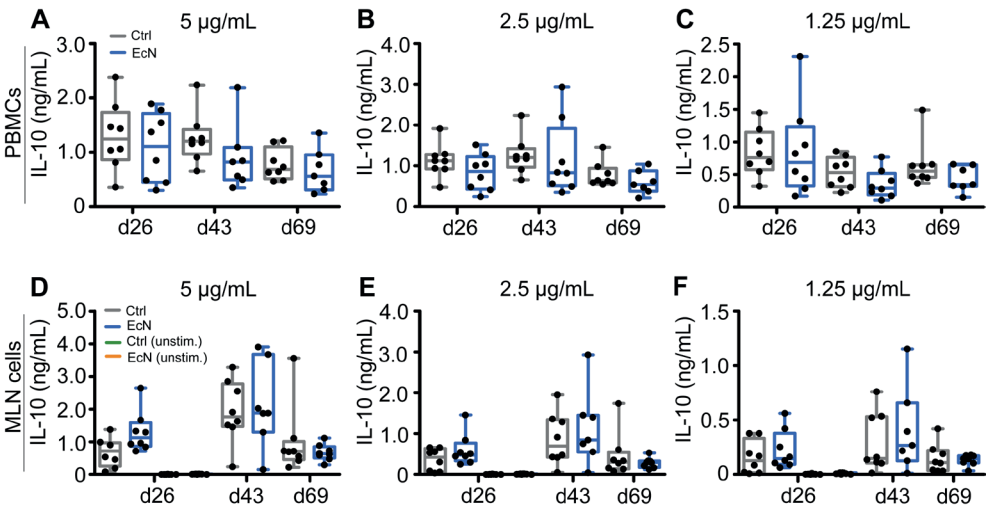 A 5 µg/mL
B 2.5 µg/mL
C 1.25 µg/mL
PBMCs
IL-10 (ng/mL)
3.0
2.0
1.0
0
Ctrl
EcN
d26 d43 d69
IL-10 (ng/mL)
4.0
3.0
2.0
1.0
0
d26 d43 d69
IL-10 (ng/mL)
2.5
2.0
1.5
1.0
0.5
0
d26 d43 d69
D 5 µg/mL
E 2.5 µg/mL
F 1.25 µg/mL
MLN cells
IL-10 (ng/mL)
5.0
4.0
3.0
2.0
1.0
0
Ctrl
EcN
Ctrl (unstim.)
EcN (unstim.)
d26 d43 d69
IL-10 (ng/mL)
4.0
3.0
2.0
1.0
0
d26 d43 d69
IL-10 (ng/mL)
1.5
1.0
0.5
0
d26 d43 d69